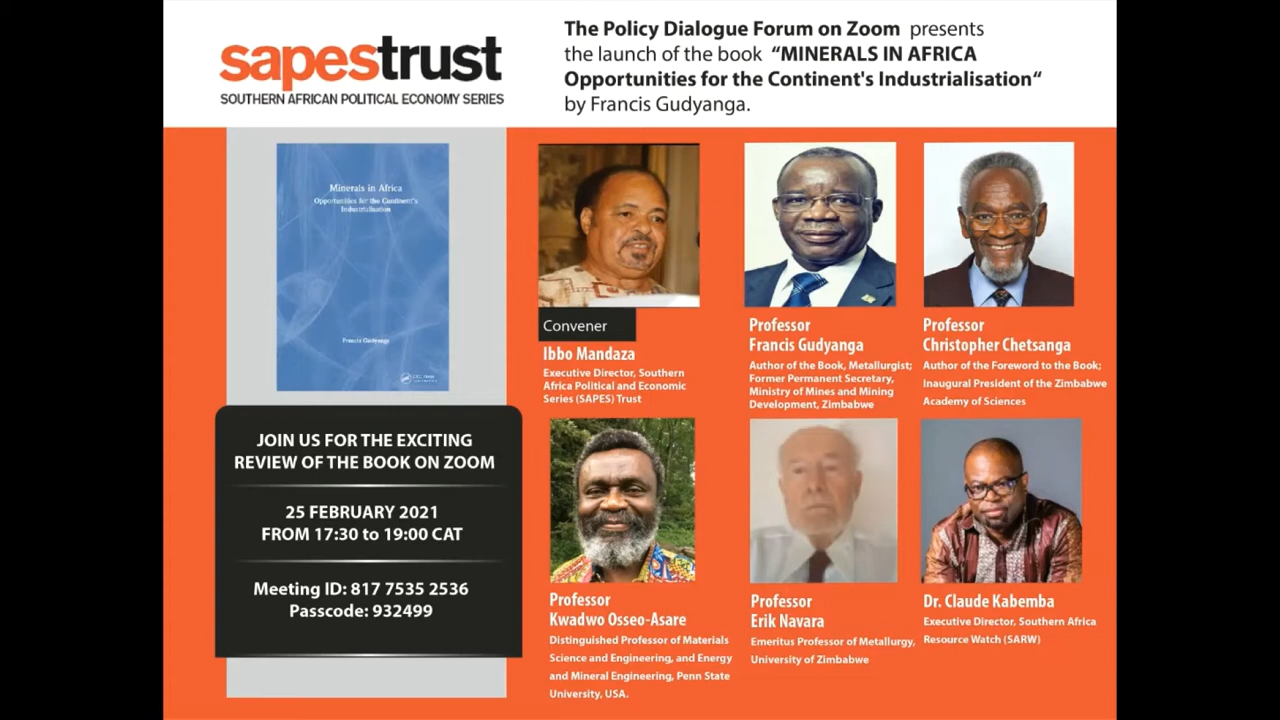 sapestrust
SOUTHERN AFRICAN POLITICAL ECONOMY SERIES
The Policy Dialogue Forum on Zoom presents
the launch of the book “MINERALS IN AFRICA
Opportunities for the Continent's Industrialisation“
by Francis Gudyanga.
Minerals in Africa
Opportunities for the Continent's
Industrialisation
Francis Gudyanga
JOIN US FOR THE EXCITING
REVIEW OF THE BOOK ON ZOOM
25 FEBRUARY 2021
FROM 17:30 to 19:00 CAT
Meeting ID: 817 7535 2536
Passcode: 932499
Convener
Ibbo Mandaza
Executive Director, Southern
Africa Political and Economic
Series (SAPES) Trust
Professor
Francis Gudyanga
Author of the Book, Metallurgist;
Former Permanent Secretary,
Ministry of Mines and Mining
Development, Zimbabwe
Professor
Christopher Chetsanga
Author of the Foreword to the Book;
Inaugural President of the Zimbabwe
Academy of Sciences
Professor
Kwadwo Osseo-Asare
Distinguished Professor of Materials
Science and Engineering, and Energy
and Mineral Engineering, Penn State
University, USA.
Professor
Erik Navara
Emeritus Professor of Metallurgy,
University of Zimbabwe
Dr. Claude Kabemba
Executive Director, Southern Africa
Resource Watch (SARW)